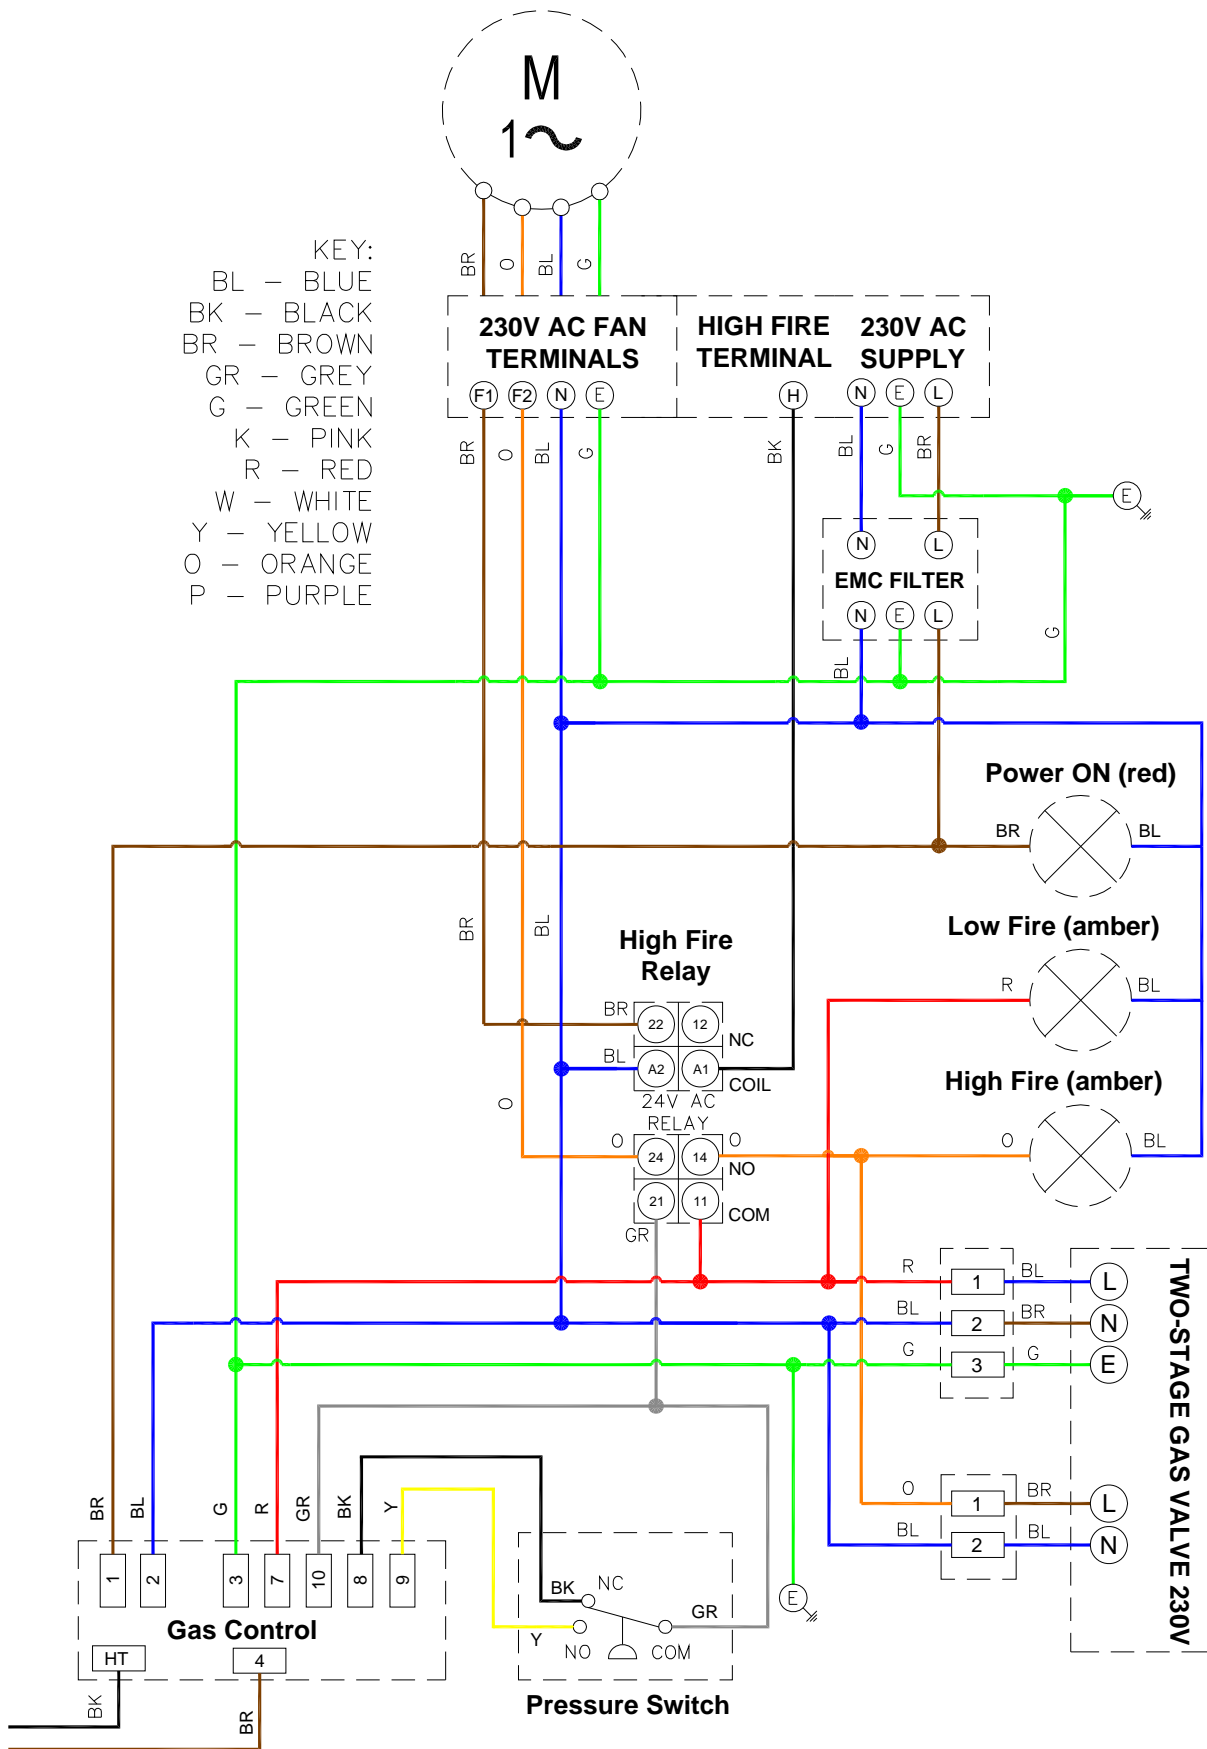 M
1~
KEY:
BL – BLUE
BK – BLACK
BR – BROWN
GR – GREY
G – GREEN
K – PINK
R – RED
W – WHITE
Y – YELLOW
O – ORANGE
P – PURPLE
BR O BL G
230V AC FAN TERMINALS
HIGH FIRE TERMINAL
230V AC SUPPLY
F1 F2 N E H N E L
BR O BL G BK BL G BR
E
N L
EMC FILTER
N E L
BL
G
Power ON (red)
BR BL
BR BL
Low Fire (amber)
R BL
High Fire Relay
BR 22 12 NC
BL A2 A1 COIL
24V AC
RELAY
O
O 24 14 O NO
21 11 COM
GR
High Fire (amber)
O BL
R 1 BL L
BL 2 BR N
G 3 G E
O 1 BR L
BL 2 BL N
TWO-STAGE GAS VALVE 230V
BR BL G R GR BK Y
1 2 3 7 10 8 9
Gas Control
HT 4
BK BR
BK NC
Y NO COM
GR
Pressure Switch
E